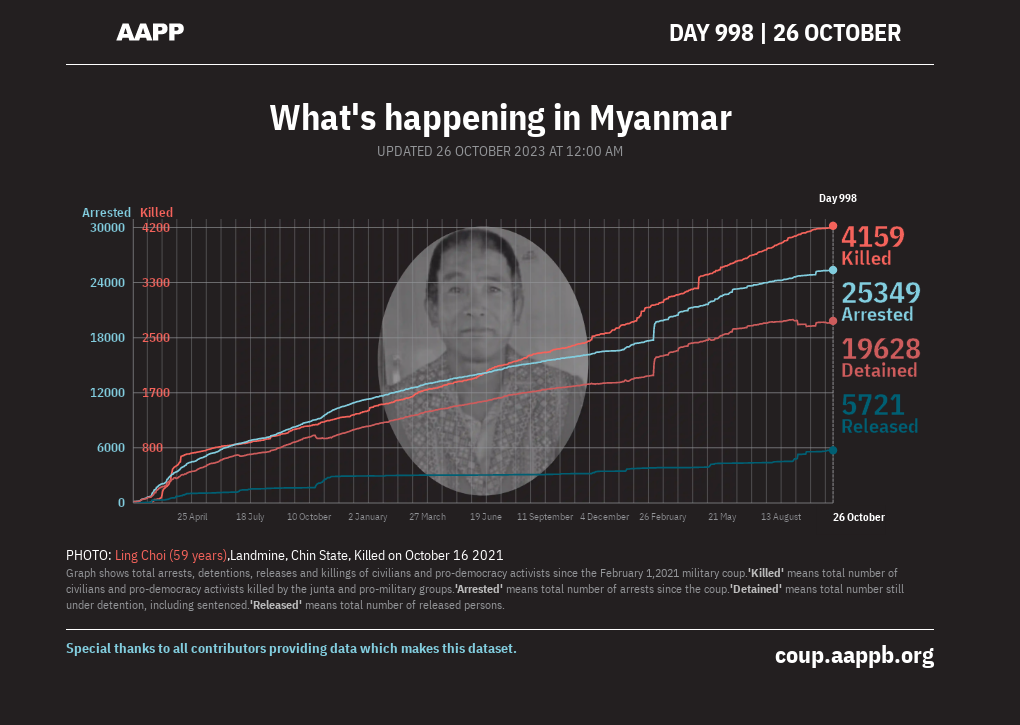 AAPP
DAY 998 | 26 OCTOBER
What's happening in Myanmar
UPDATED 26 OCTOBER 2023 AT 12:00 AM
Day 998
Arrested Killed
30000 4200
4159
Killed
24000 3300
25349
Arrested
18000 2500
19628
Detained
12000 1700
5721
Released
6000 800
0
25 April 18 July 10 October 2 January 27 March 19 June 11 September 4 December 26 February 21 May 13 August 26 October
PHOTO: Ling Choi (59 years),Landmine, Chin State, Killed on October 16 2021
Graph shows total arrests, detentions, releases and killings of civilians and pro-democracy activists since the February 1,2021 military coup.'Killed' means total number of
civilians and pro-democracy activists killed by the junta and pro-military groups.'Arrested' means total number of arrests since the coup.'Detained' means total number still
under detention, including sentenced.'Released' means total number of released persons.
Special thanks to all contributors providing data which makes this dataset.
coup.aappb.org